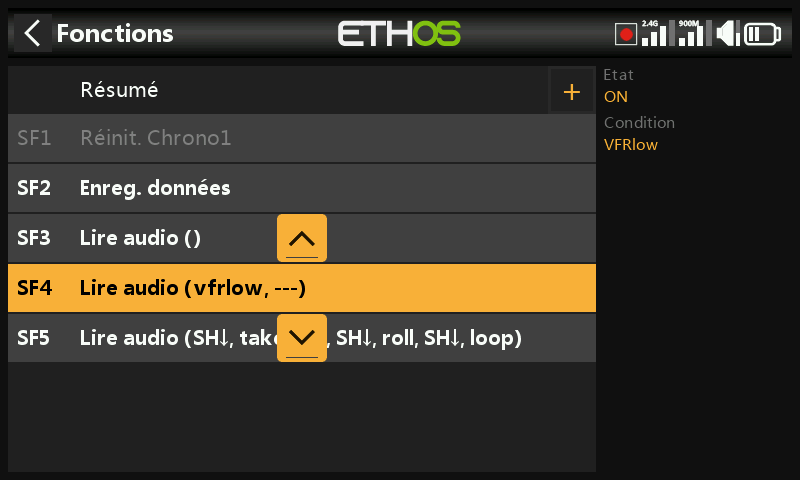 Fonctions
ETHOS
2.4G
900M
Résumé
+
SF1 Réinit. Chrono1
SF2 Enreg. données
SF3 Lire audio ()
SF4 Lire audio (vfrlow, ---)
SF5 Lire audio (SH↓, , SH↓, roll, SH↓, loop)
Etat
ON
Condition
VFRlow